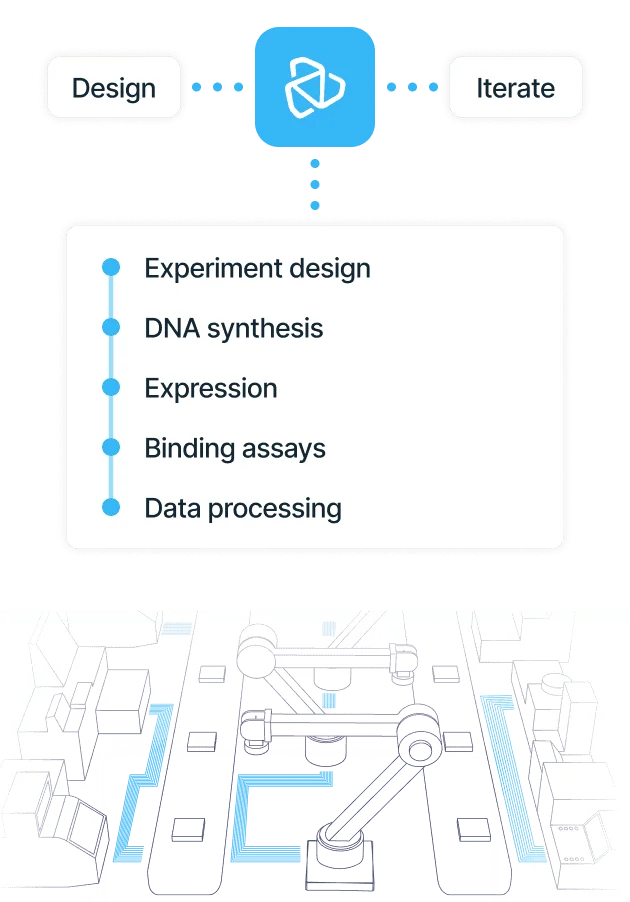 Design
Iterate
Experiment design
DNA synthesis
Expression
Binding assays
Data processing